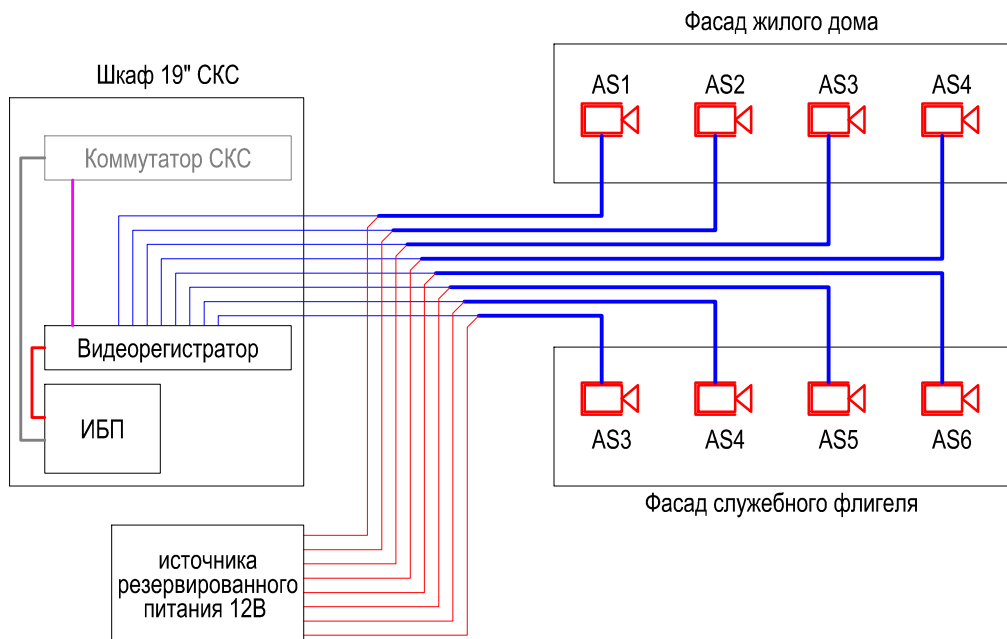 Фасад жилого дома
Шкаф 19" СКС
AS1 AS2 AS3 AS4
Коммутатор СКС
Видеорегистратор
ИБП
AS3 AS4 AS5 AS6
Фасад служебного флигеля
источника
резервированного
питания 12В